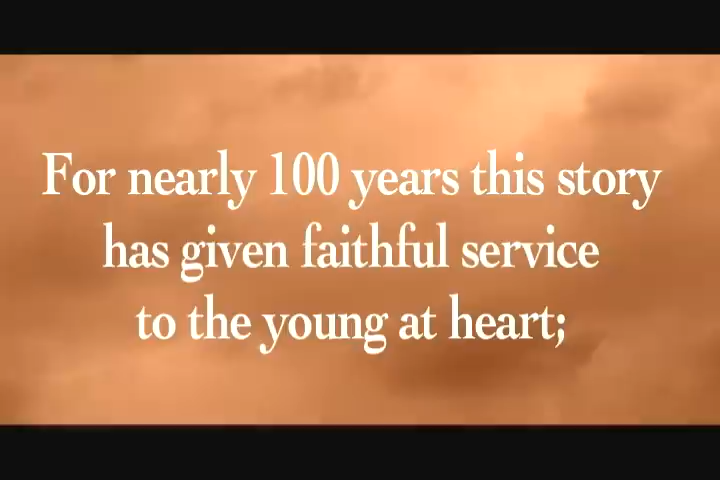 For nearly 100 years this story
has given faithful service
to the young at heart;